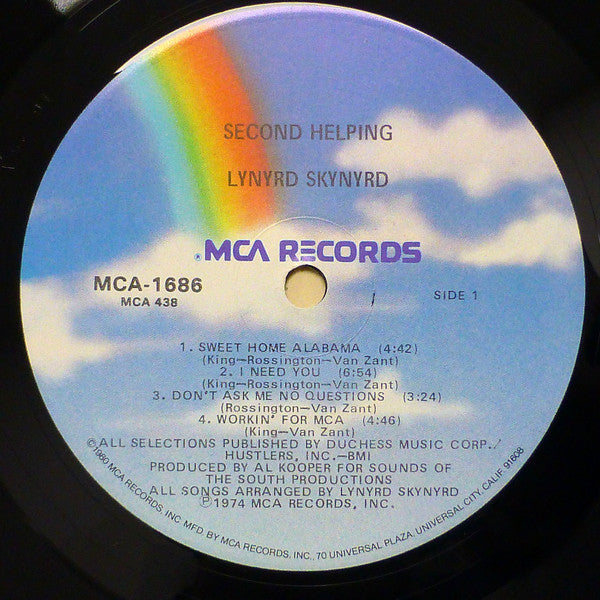 SECOND HELPING
LYNYRD SKYNYRD
® MCA RECORDS
MCA-1686
MCA 438
SIDE 1
1. SWEET HOME ALABAMA (4:42)
(King—Rossington—Van Zant)
2. I NEED YOU (6:54)
(King—Rossington—Van Zant)
3. DON'T ASK ME NO QUESTIONS (3:24)
(Rossington—Van Zant)
4. WORKIN' FOR MCA (4:46)
(King—Van Zant)
©ALL SELECTIONS PUBLISHED BY DUCHESS MUSIC CORP./
HUSTLERS, INC.—BMI
PRODUCED BY AL KOOPER FOR SOUNDS OF
THE SOUTH PRODUCTIONS
ALL SONGS ARRANGED BY LYNYRD SKYNYRD
℗1974 MCA RECORDS, INC.
©1980 MCA RECORDS, INC. MFG. BY MCA RECORDS, INC., 70 UNIVERSAL PLAZA, UNIVERSAL CITY, CALIF. 91608